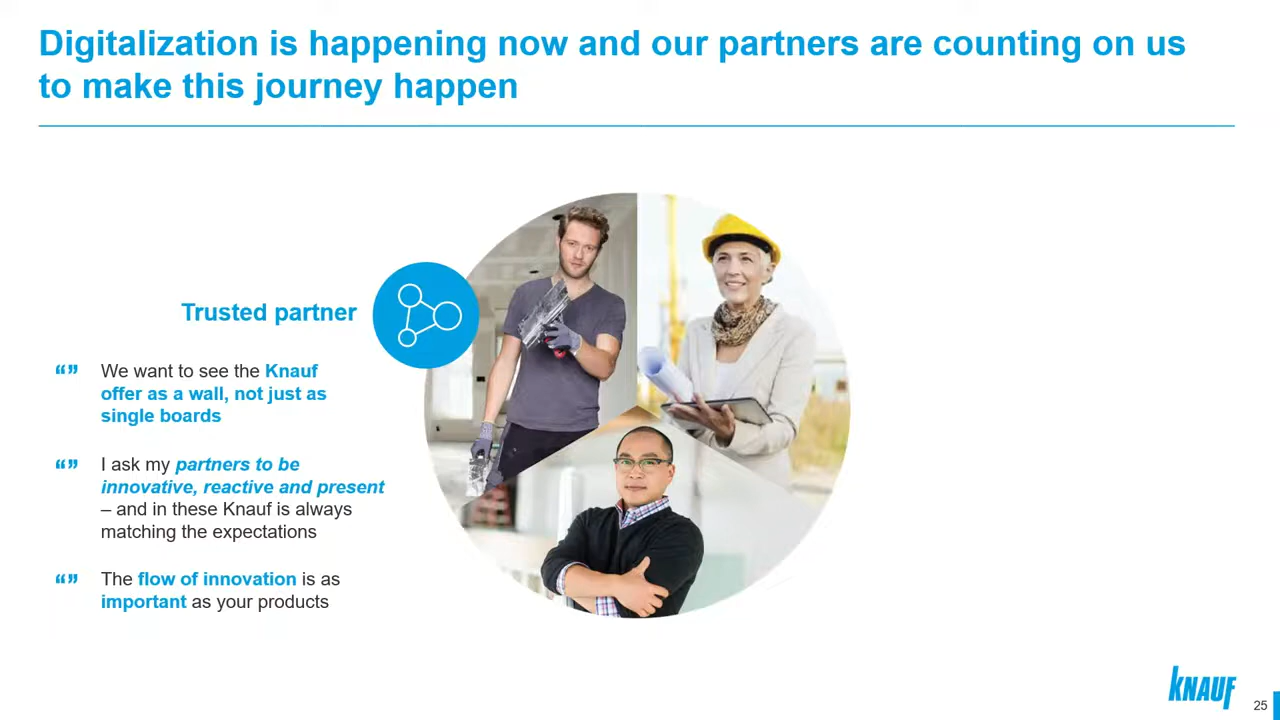 Digitalization is happening now and our partners are counting on us
to make this journey happen
Trusted partner
“” We want to see the Knauf
offer as a wall, not just as
single boards
“” I ask my partners to be
innovative, reactive and present
– and in these Knauf is always
matching the expectations
“” The flow of innovation is as
important as your products
KNAUF
25